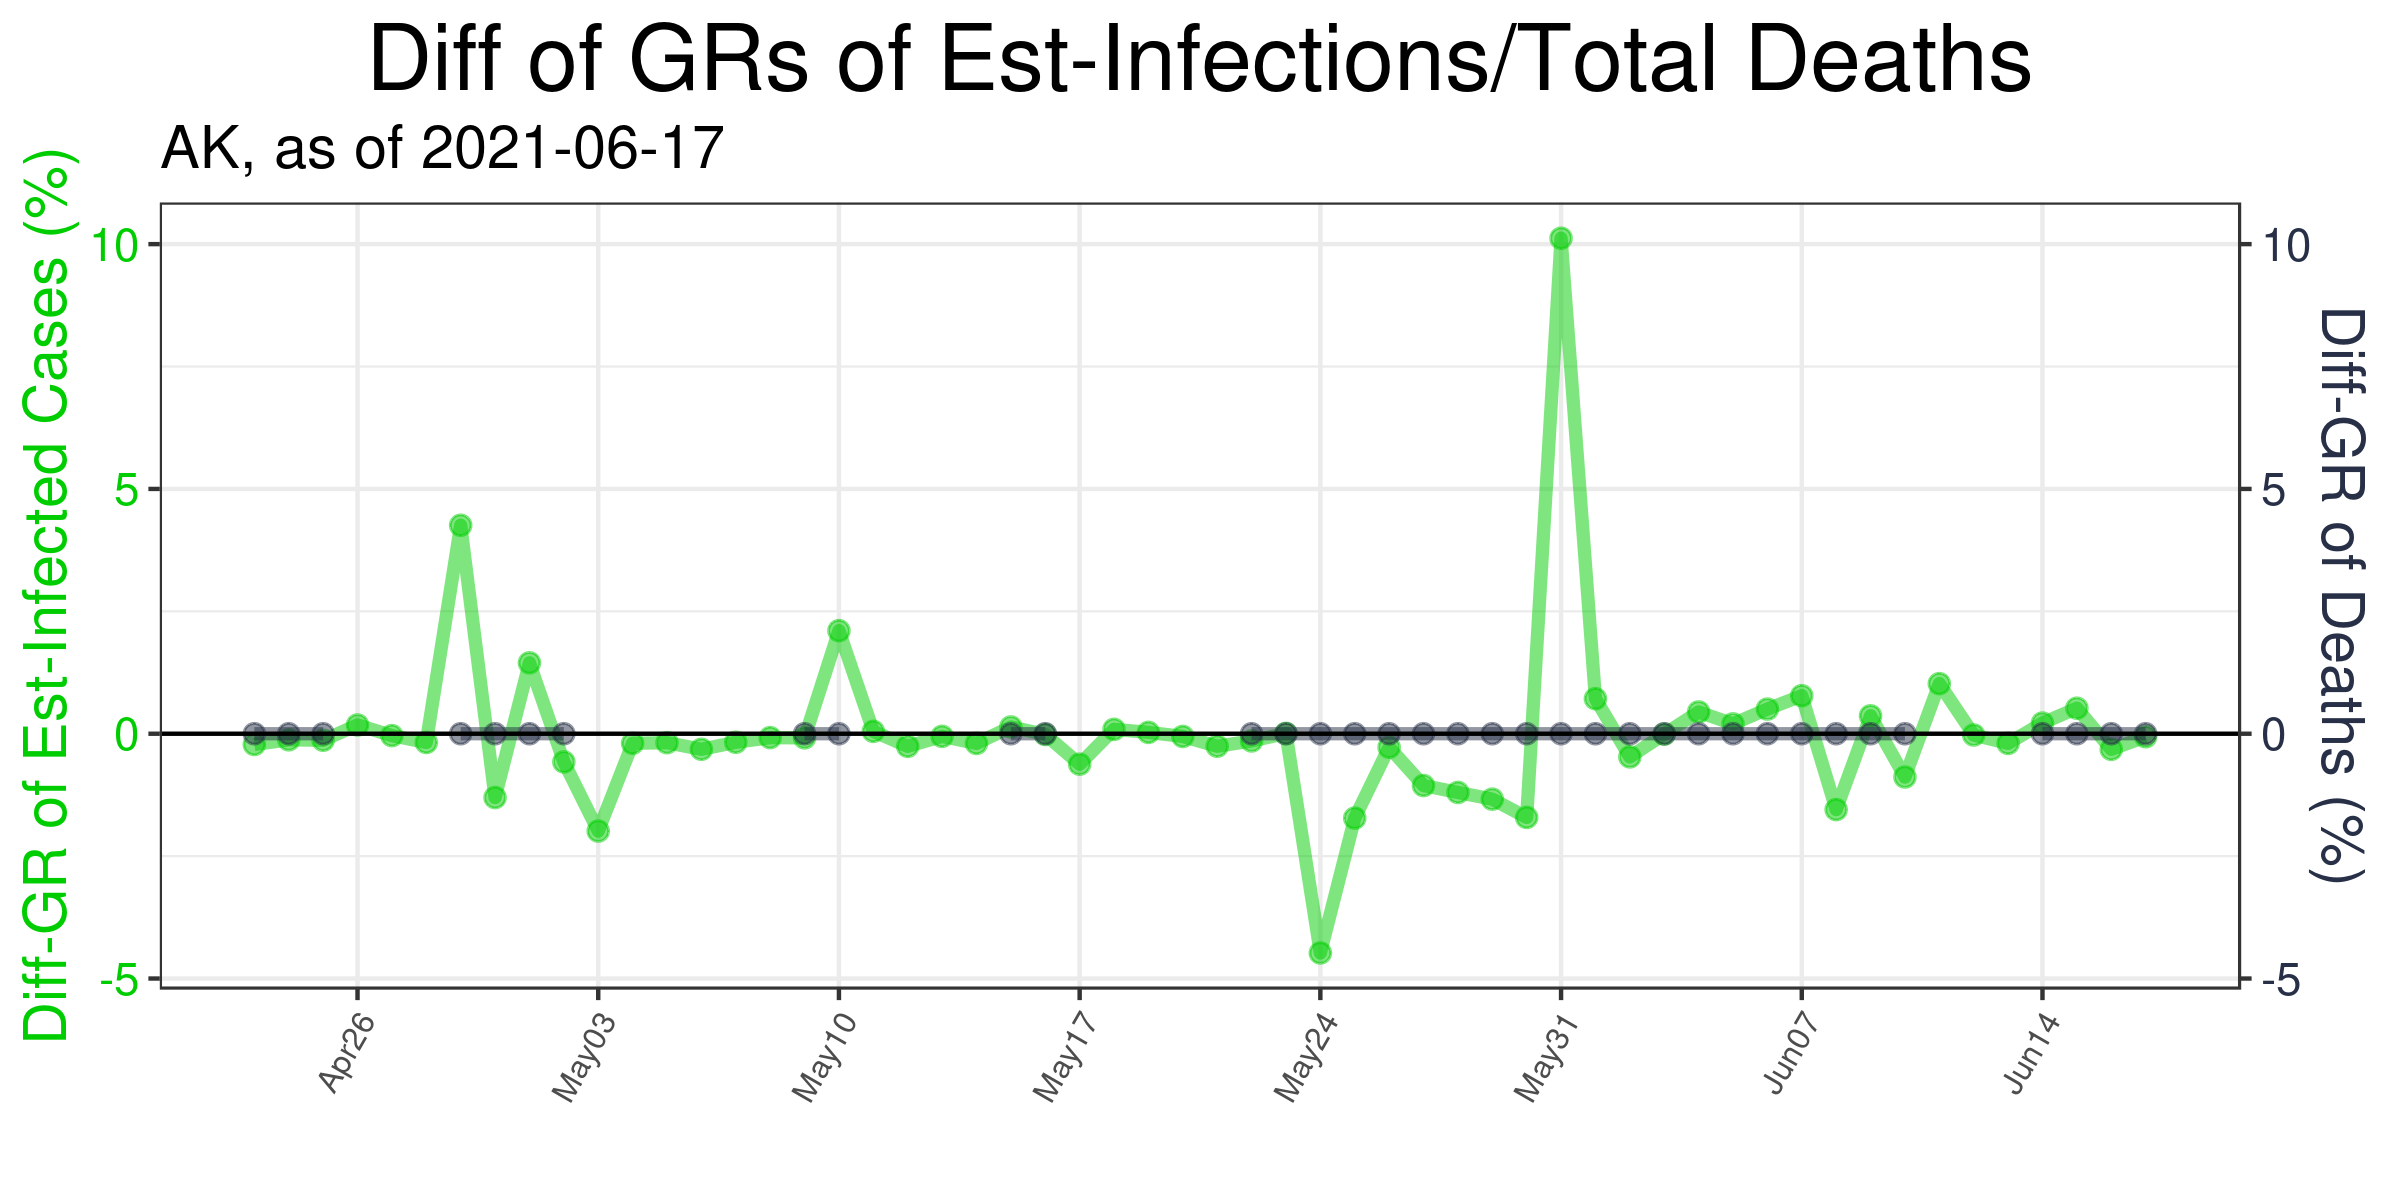 Diff of GRs of Est-Infections/Total Deaths
AK, as of 2021-06-17
Diff-GR of Est-Infected Cases (%)
10
5
0
-5
10
5
0
-5
Diff-GR of Deaths (%)
Apr26
May03
May10
May17
May24
May31
Jun07
Jun14